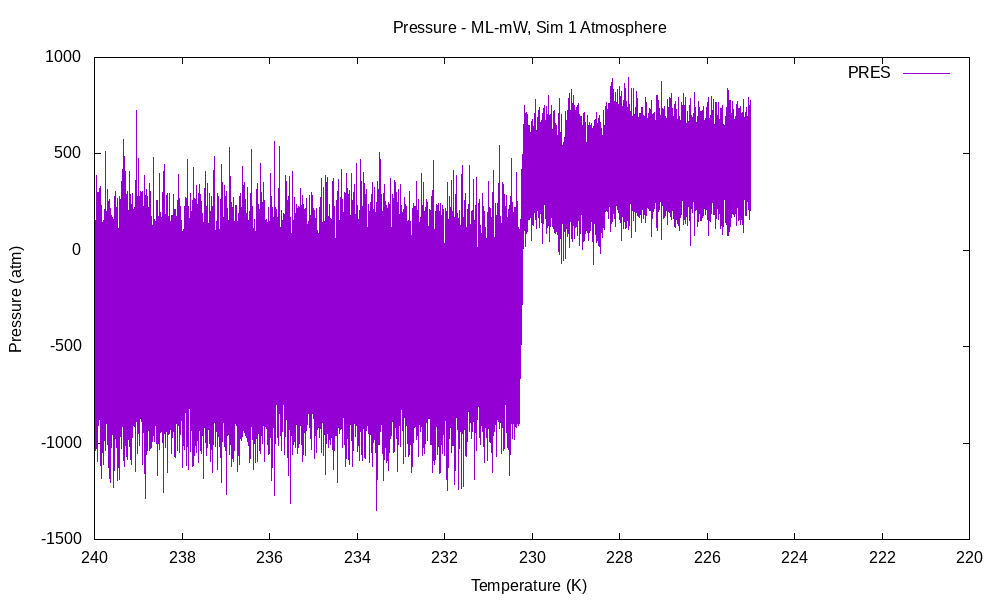 Pressure - ML-mW, Sim 1 Atmosphere
PRES
1000
500
0
-500
-1000
-1500
Pressure (atm)
240 238 236 234 232 230 228 226 224 222 220
Temperature (K)